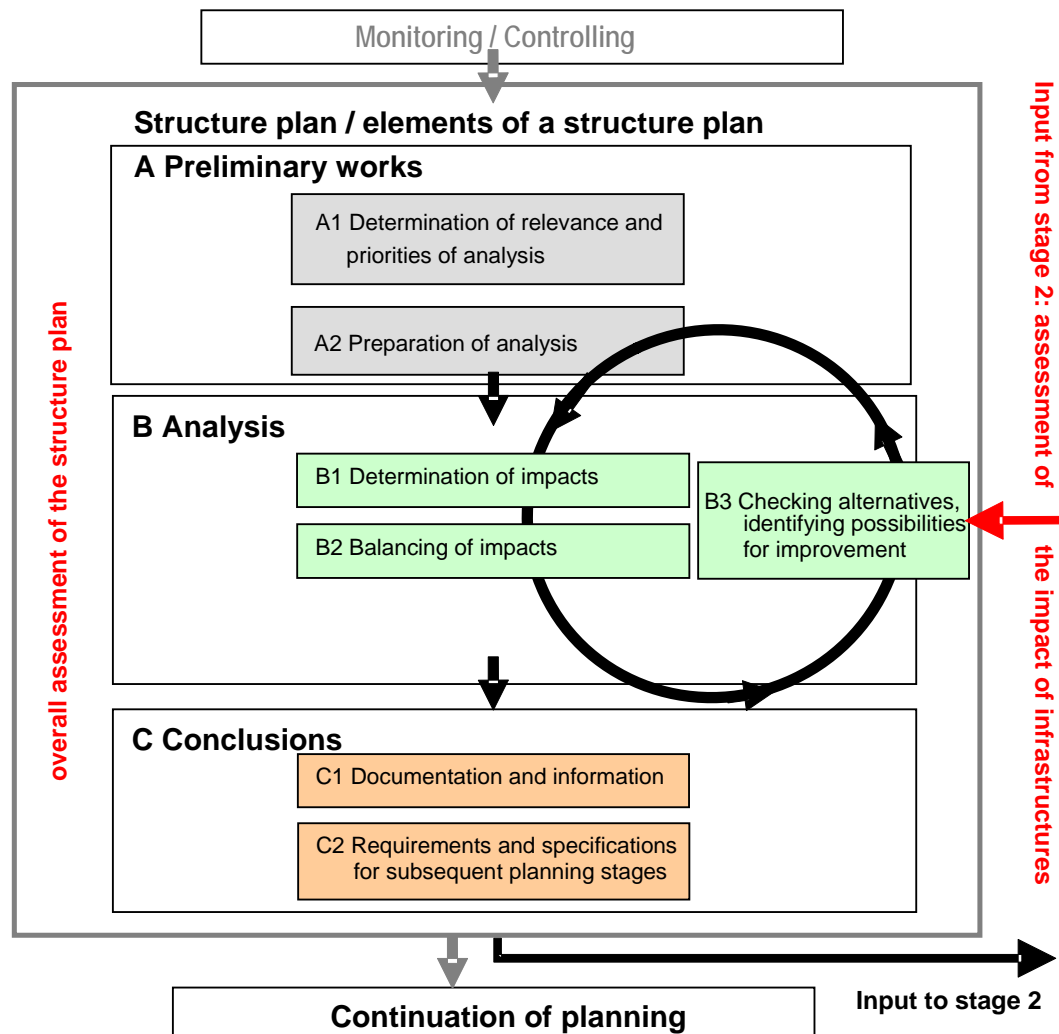 Monitoring / Controlling
Structure plan / elements of a structure plan
A Preliminary works
A1 Determination of relevance and
priorities of analysis
A2 Preparation of analysis
B Analysis
B1 Determination of impacts
B2 Balancing of impacts
B3 Checking alternatives,
identifying possibilities
for improvement
C Conclusions
C1 Documentation and information
C2 Requirements and specifications
for subsequent planning stages
overall assessment of the structure plan
Input from stage 2: assessment of the impact of infrastructures
Input to stage 2
Continuation of planning